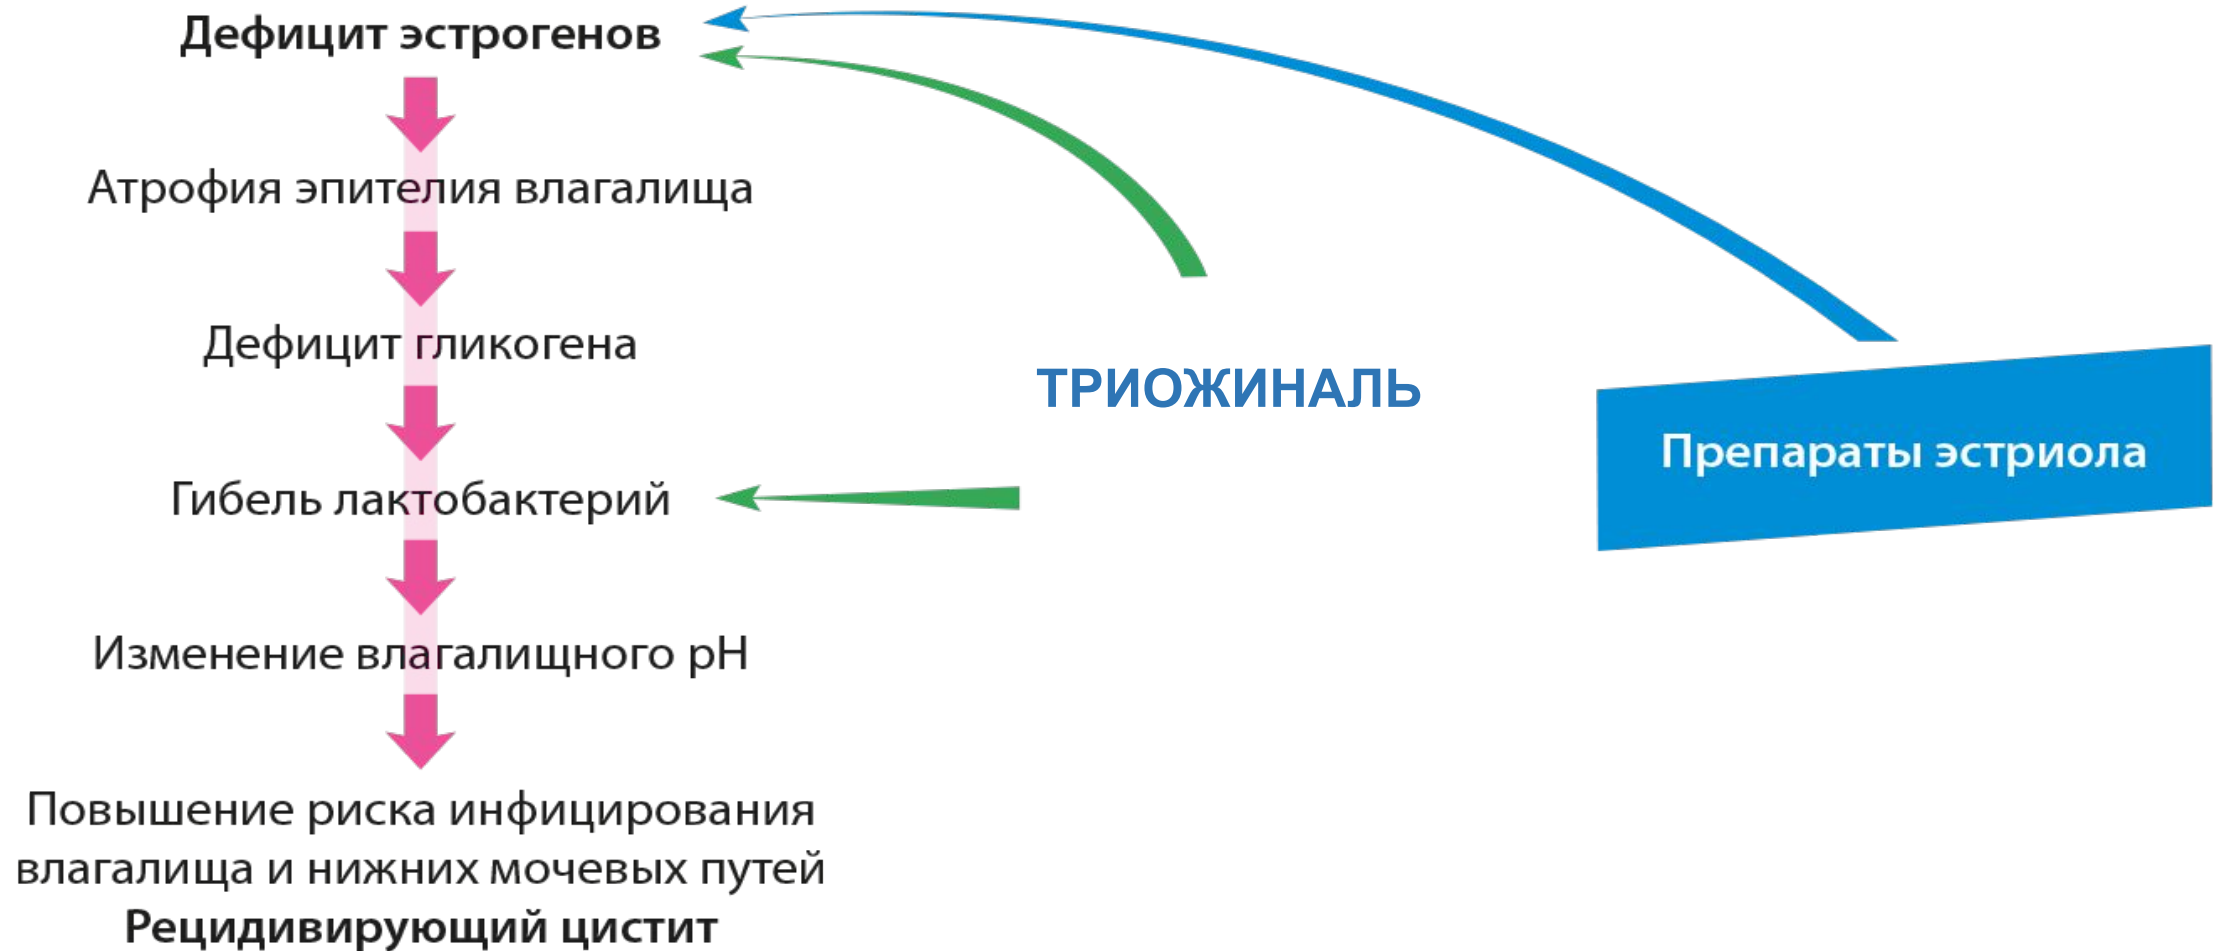 Дефицит эстрогенов
Атрофия эпителия влагалища
Дефицит гликогена
Гибель лактобактерий
Изменение влагалищного pH
Повышение риска инфицирования
влагалища и нижних мочевых путей
Рецидивирующий цистит
ТРИОЖИНАЛЬ
Препараты эстриола